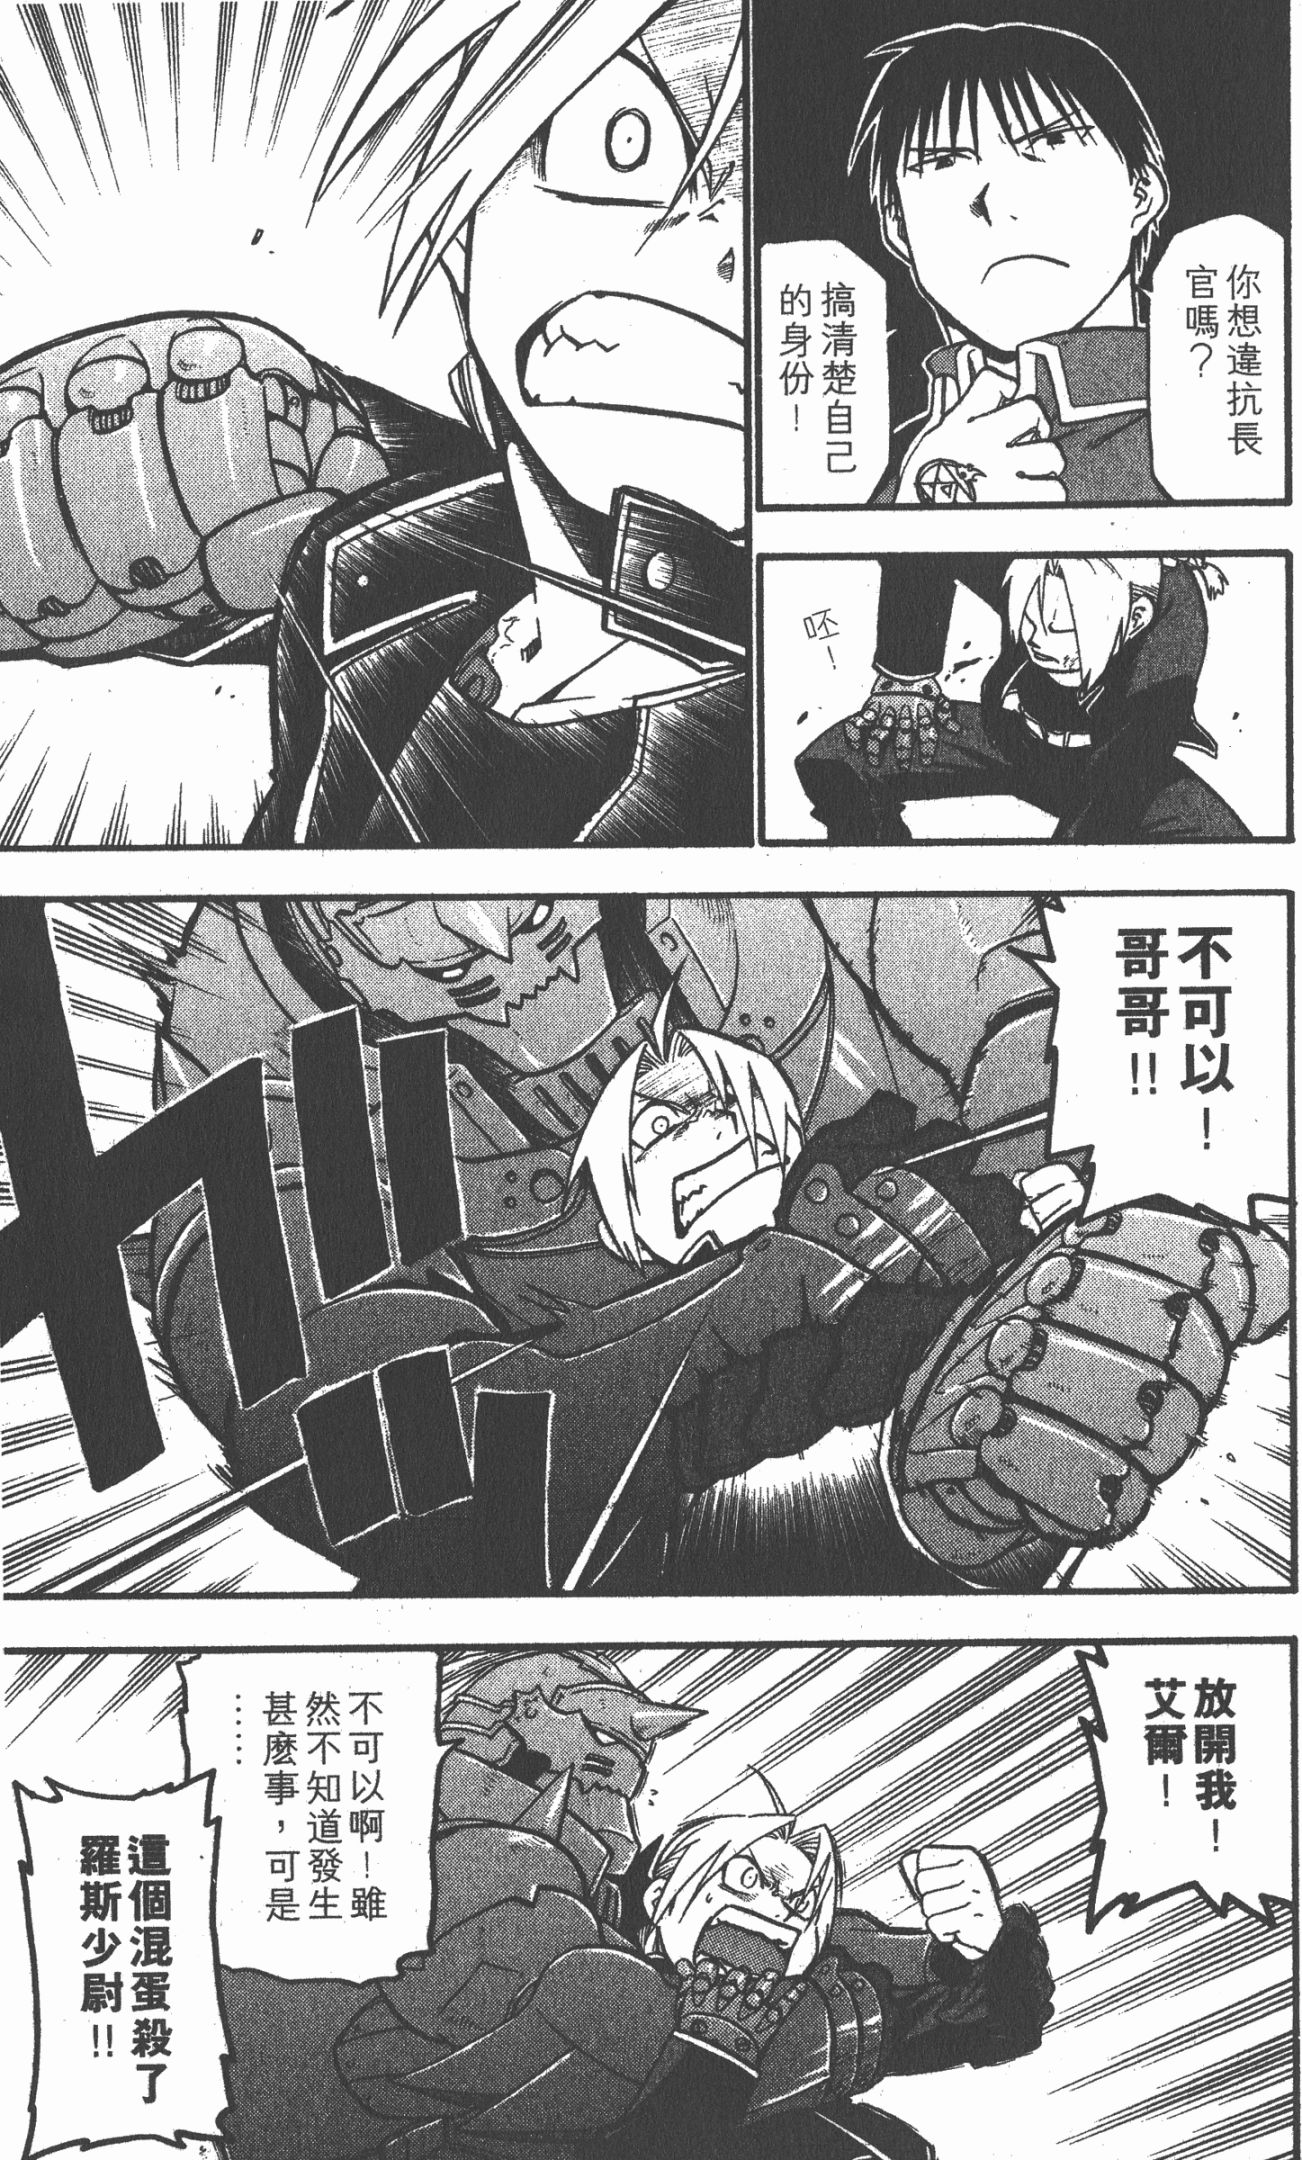 你想違抗長
官嗎？
搞清楚自己
的身份！
呸！
不可以！
哥哥!!
放開我！
艾爾！
不可以啊！雖
然不知道發生
甚麼事，可是
……
這個混蛋殺了
羅斯少尉!!